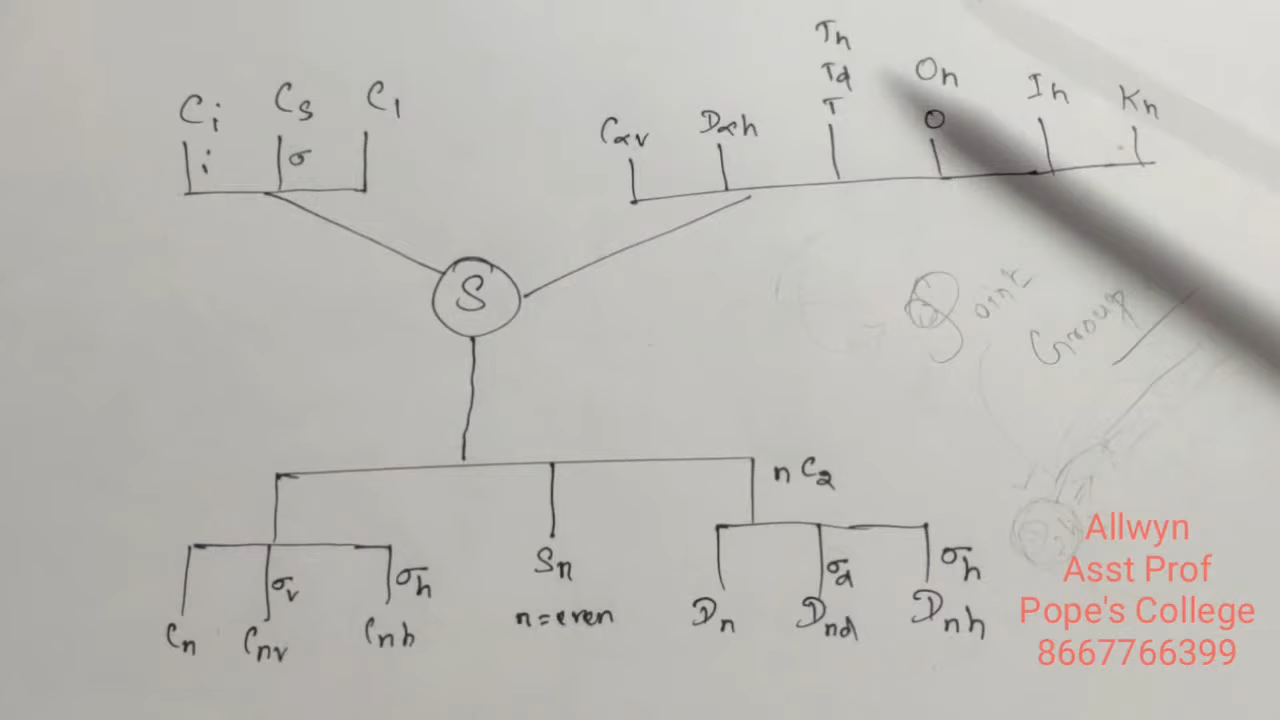 Ci Cs C1
i σ
Th
Td
T
Oh
O
Ih
Kh
C∝v D∝h
S
Point
Group
nC2
σv σh
Cn Cnv Cnh
Sn
n=even
σd σh
Dn Dnd Dnh
Allwyn
Asst Prof
Pope's College
8667766399